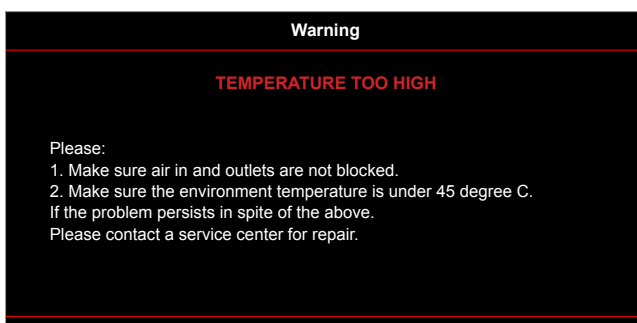 Warning
TEMPERATURE TOO HIGH
Please:
1. Make sure air in and outlets are not blocked.
2. Make sure the environment temperature is under 45 degree C.
If the problem persists in spite of the above.
Please contact a service center for repair.